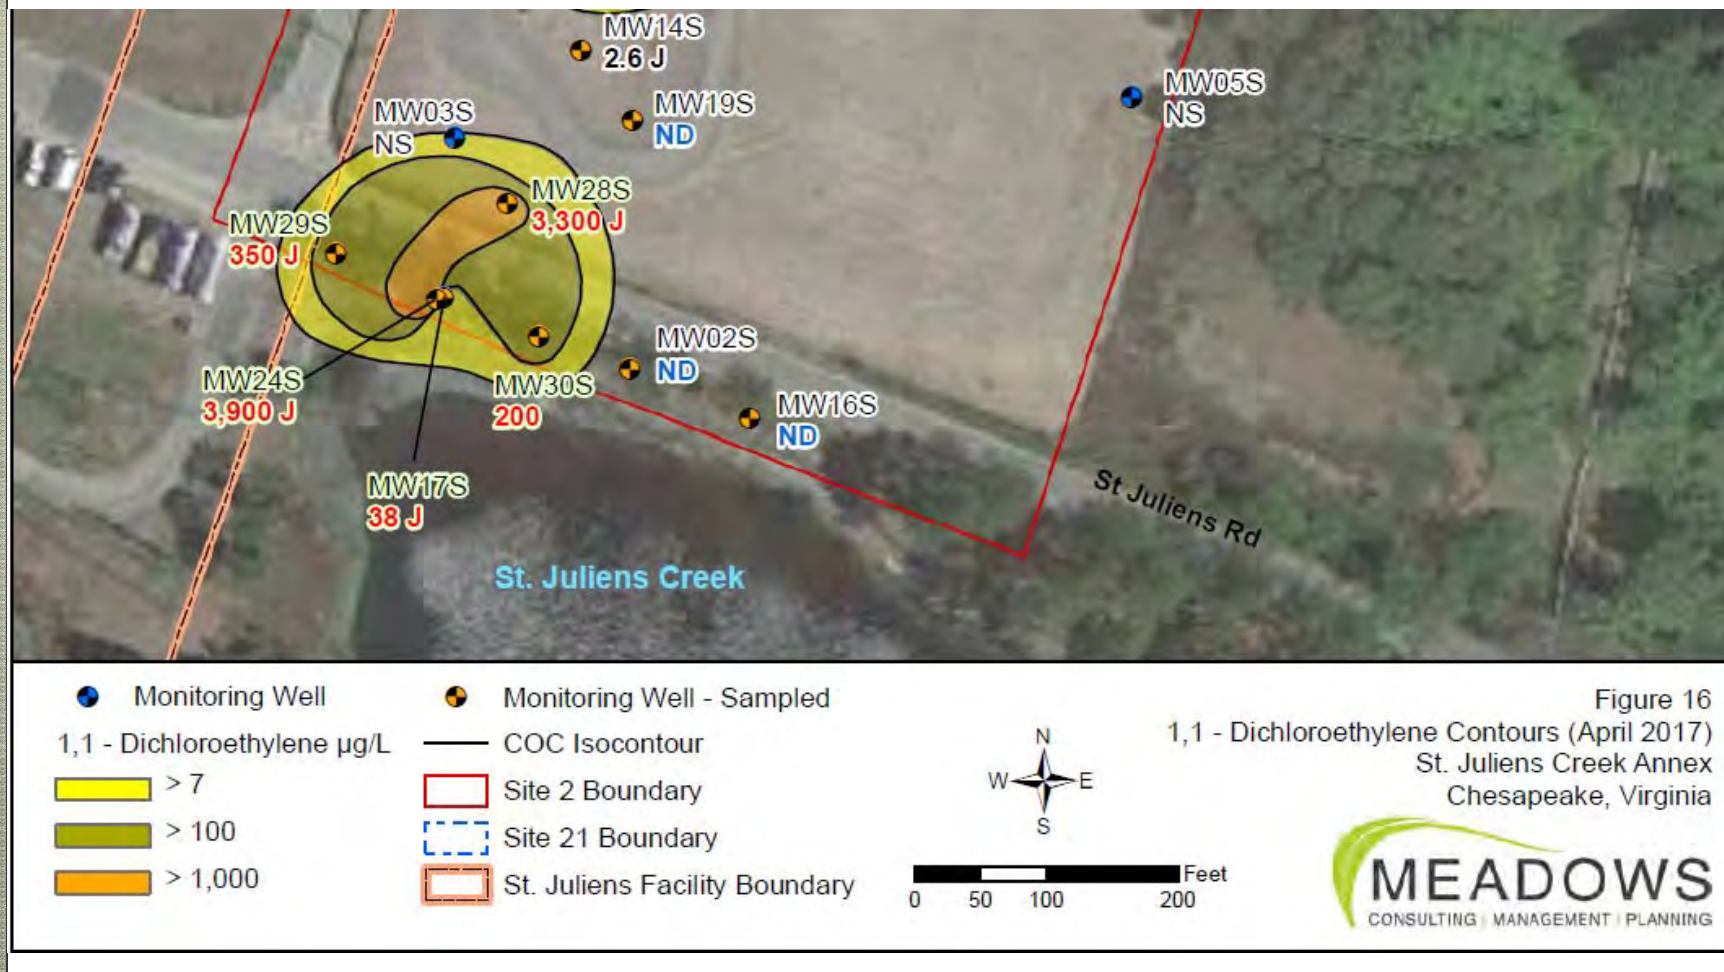 MW14S
2.6 J
MW05S
NS
MW19S
ND
MW03S
NS
MW28S
3,300 J
MW29S
350 J
MW02S
ND
MW24S
3,900 J
MW30S
200
MW16S
ND
MW17S
38 J
St Juliens Rd
St. Juliens Creek
Monitoring Well
1,1 - Dichloroethylene µg/L
> 7
> 100
> 1,000
Monitoring Well - Sampled
COC Isocontour
Site 2 Boundary
Site 21 Boundary
St. Juliens Facility Boundary
N
W E
S
Feet
0 50 100 200
Figure 16
1,1 - Dichloroethylene Contours (April 2017)
St. Juliens Creek Annex
Chesapeake, Virginia
MEADOWS
CONSULTING | MANAGEMENT | PLANNING